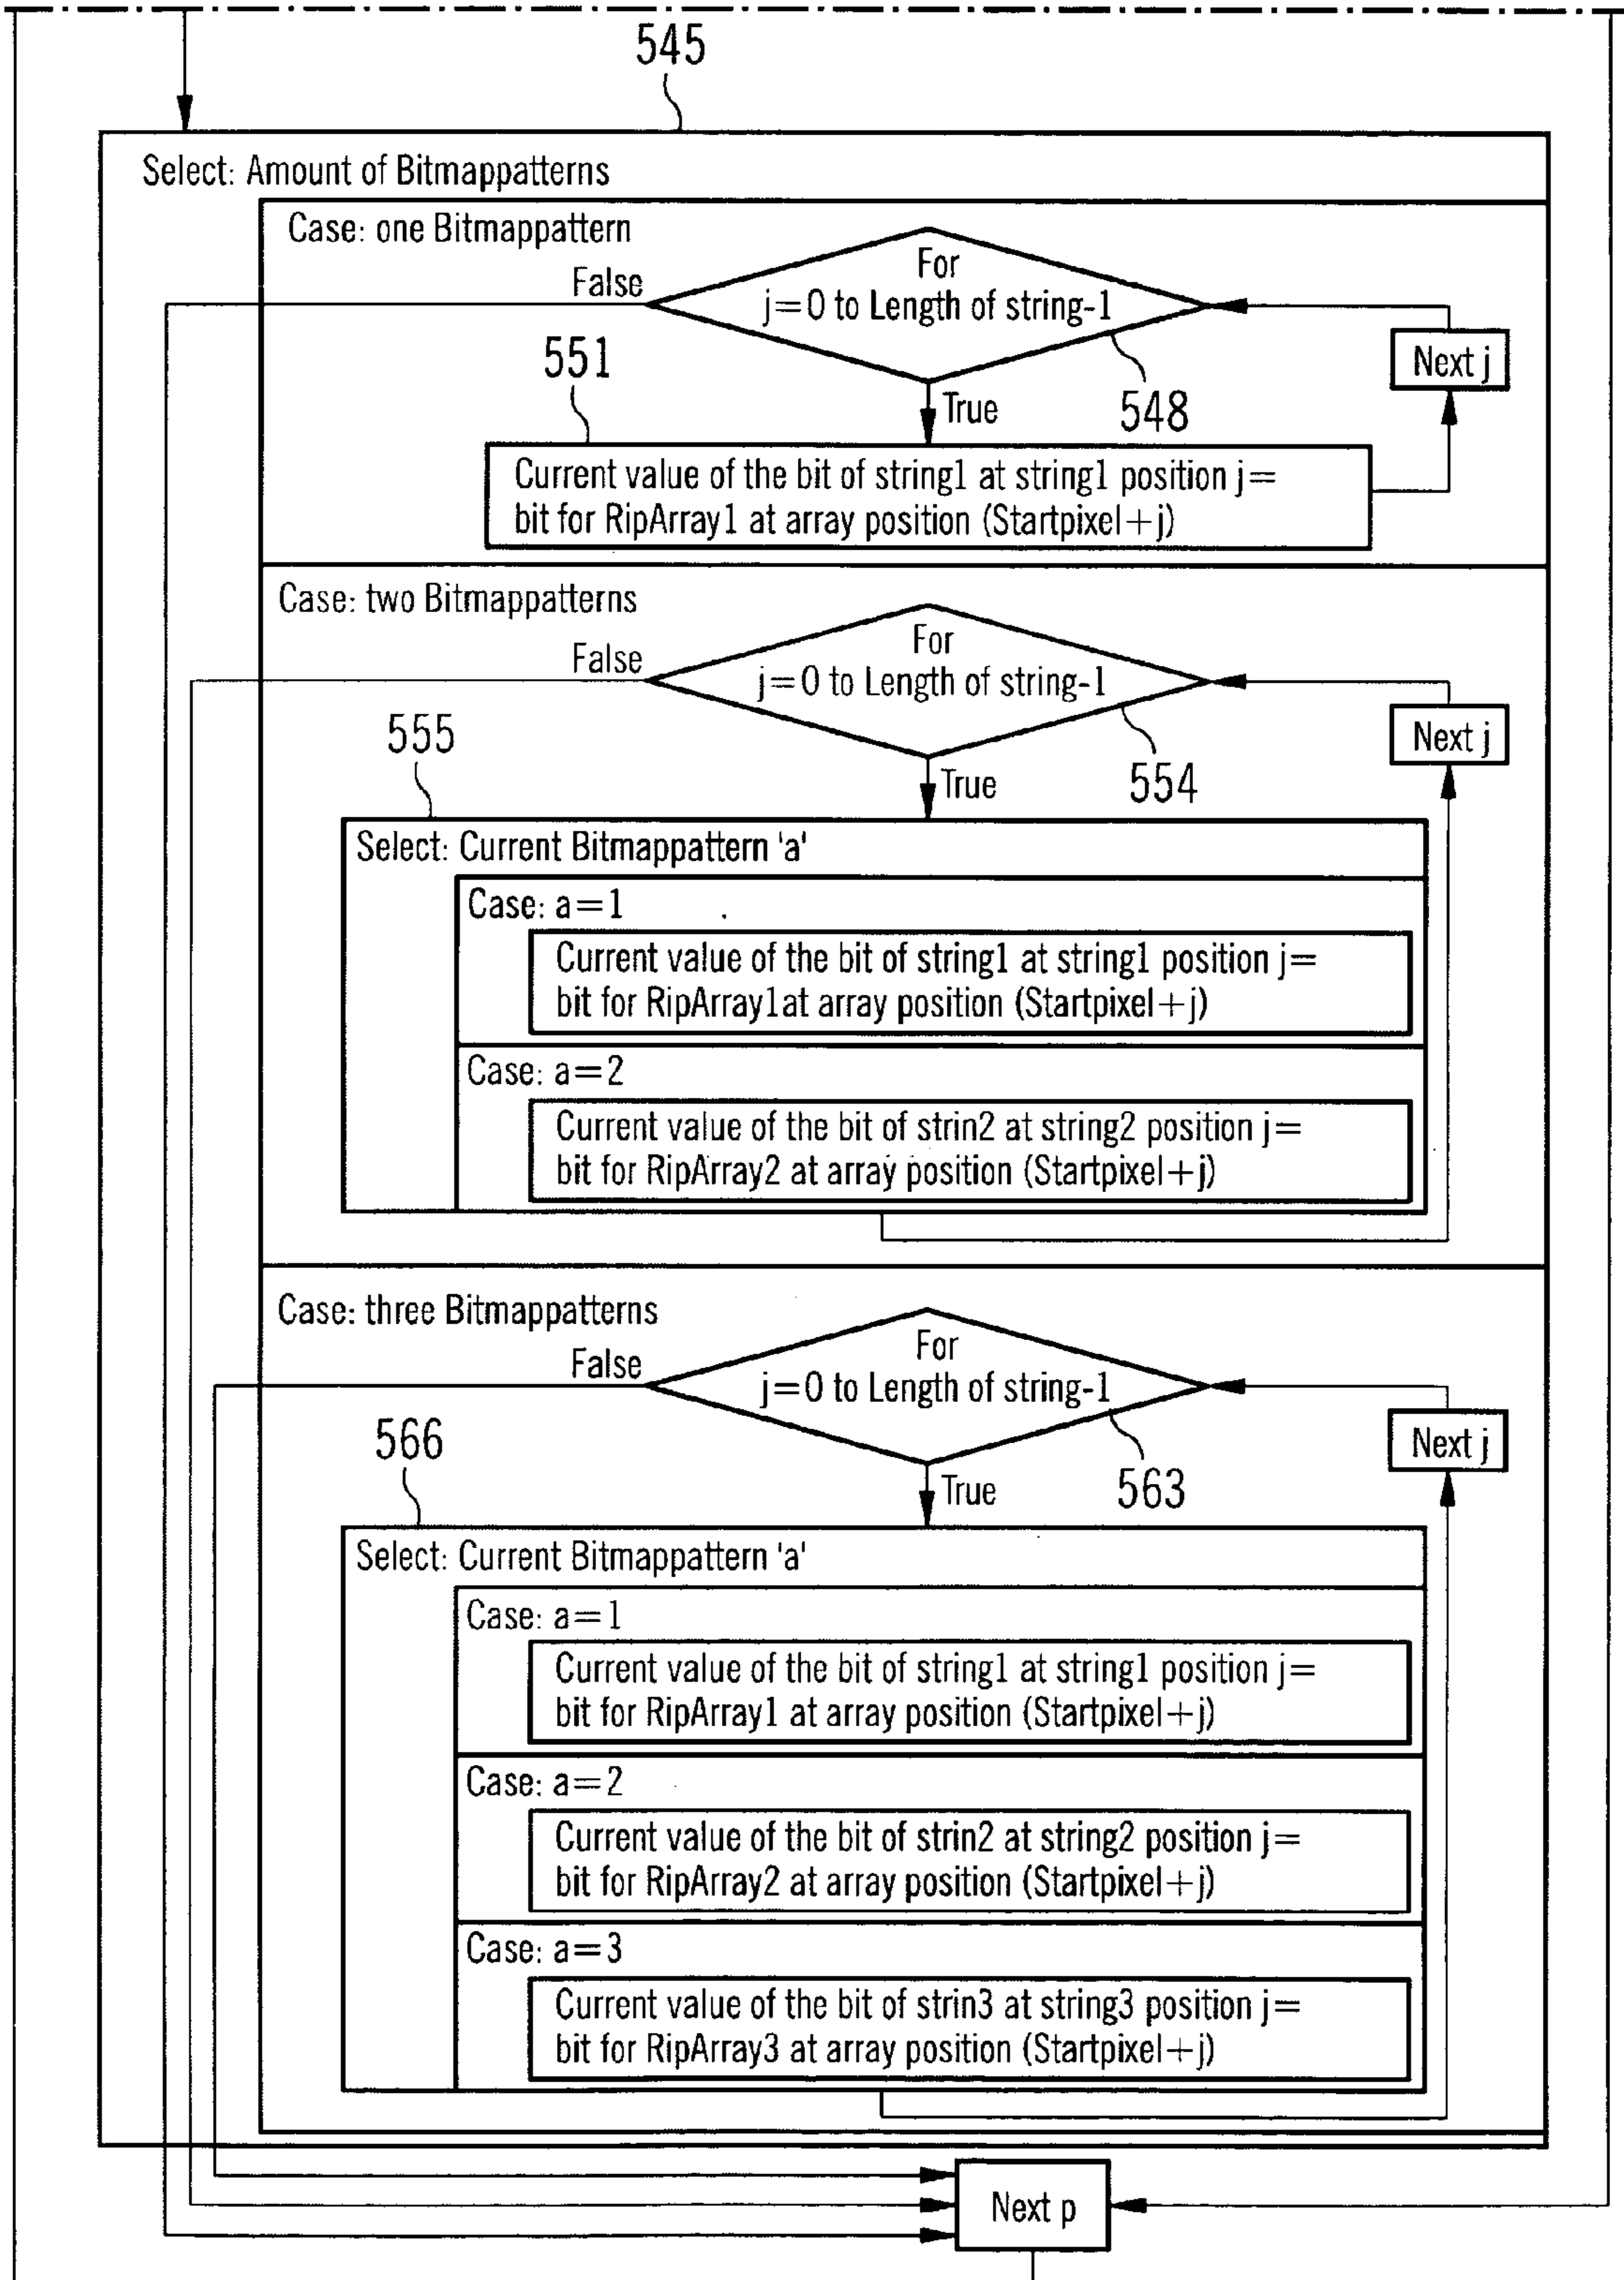 545
Select: Amount of Bitmappatterns
Case: one Bitmappattern
For
False
j=0 to Length of string-1
Next j
551
548
True
Current value of the bit of string1 at string1 position j=
bit for RipArray1 at array position (Startpixel+j)
Case: two Bitmappatterns
For
False
j=0 to Length of string-1
Next j
555
554
True
Select: Current Bitmappattern 'a'
Case: a=1
Current value of the bit of string1 at string1 position j=
bit for RipArray1at array position (Startpixel+j)
Case: a=2
Current value of the bit of strin2 at string2 position j=
bit for RipArray2 at array position (Startpixel+j)
Case: three Bitmappatterns
For
False
j=0 to Length of string-1
Next j
566
563
True
Select: Current Bitmappattern 'a'
Case: a=1
Current value of the bit of string1 at string1 position j=
bit for RipArray1 at array position (Startpixel+j)
Case: a=2
Current value of the bit of strin2 at string2 position j=
bit for RipArray2 at array position (Startpixel+j)
Case: a=3
Current value of the bit of strin3 at string3 position j=
bit for RipArray3 at array position (Startpixel+j)
Next p